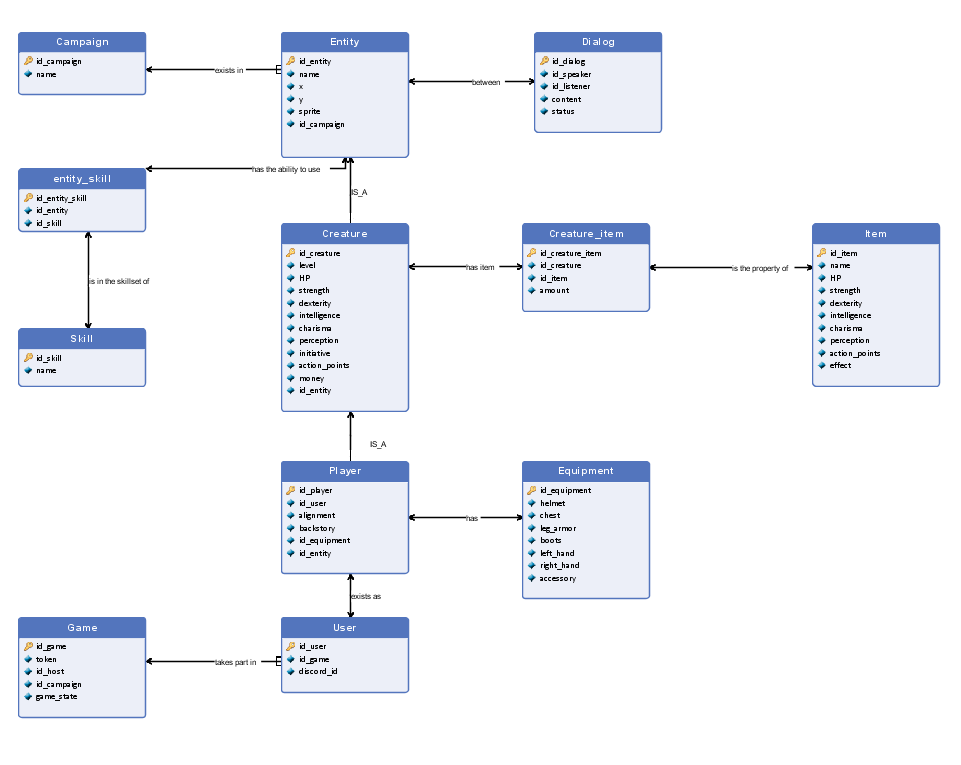 Campaign
id_campaign
name
exists in
Entity
id_entity
name
x
y
sprite
id_campaign
between
Dialog
id_dialog
id_speaker
id_listener
content
status
has the ability to use
IS_A
entity_skill
id_entity_skill
id_entity
id_skill
is in the skillset of
Skill
id_skill
name
Creature
id_creature
level
HP
strength
dexterity
intelligence
charisma
perception
initiative
action_points
money
id_entity
has item
Creature_item
id_creature_item
id_creature
id_item
amount
is the property of
Item
id_item
name
HP
strength
dexterity
intelligence
charisma
perception
action_points
effect
IS_A
Player
id_player
id_user
alignment
backstory
id_equipment
id_entity
has
Equipment
id_equipment
helmet
chest
leg_armor
boots
left_hand
right_hand
accessory
exists as
Game
id_game
token
id_host
id_campaign
game_state
takes part in
User
id_user
id_game
discord_id